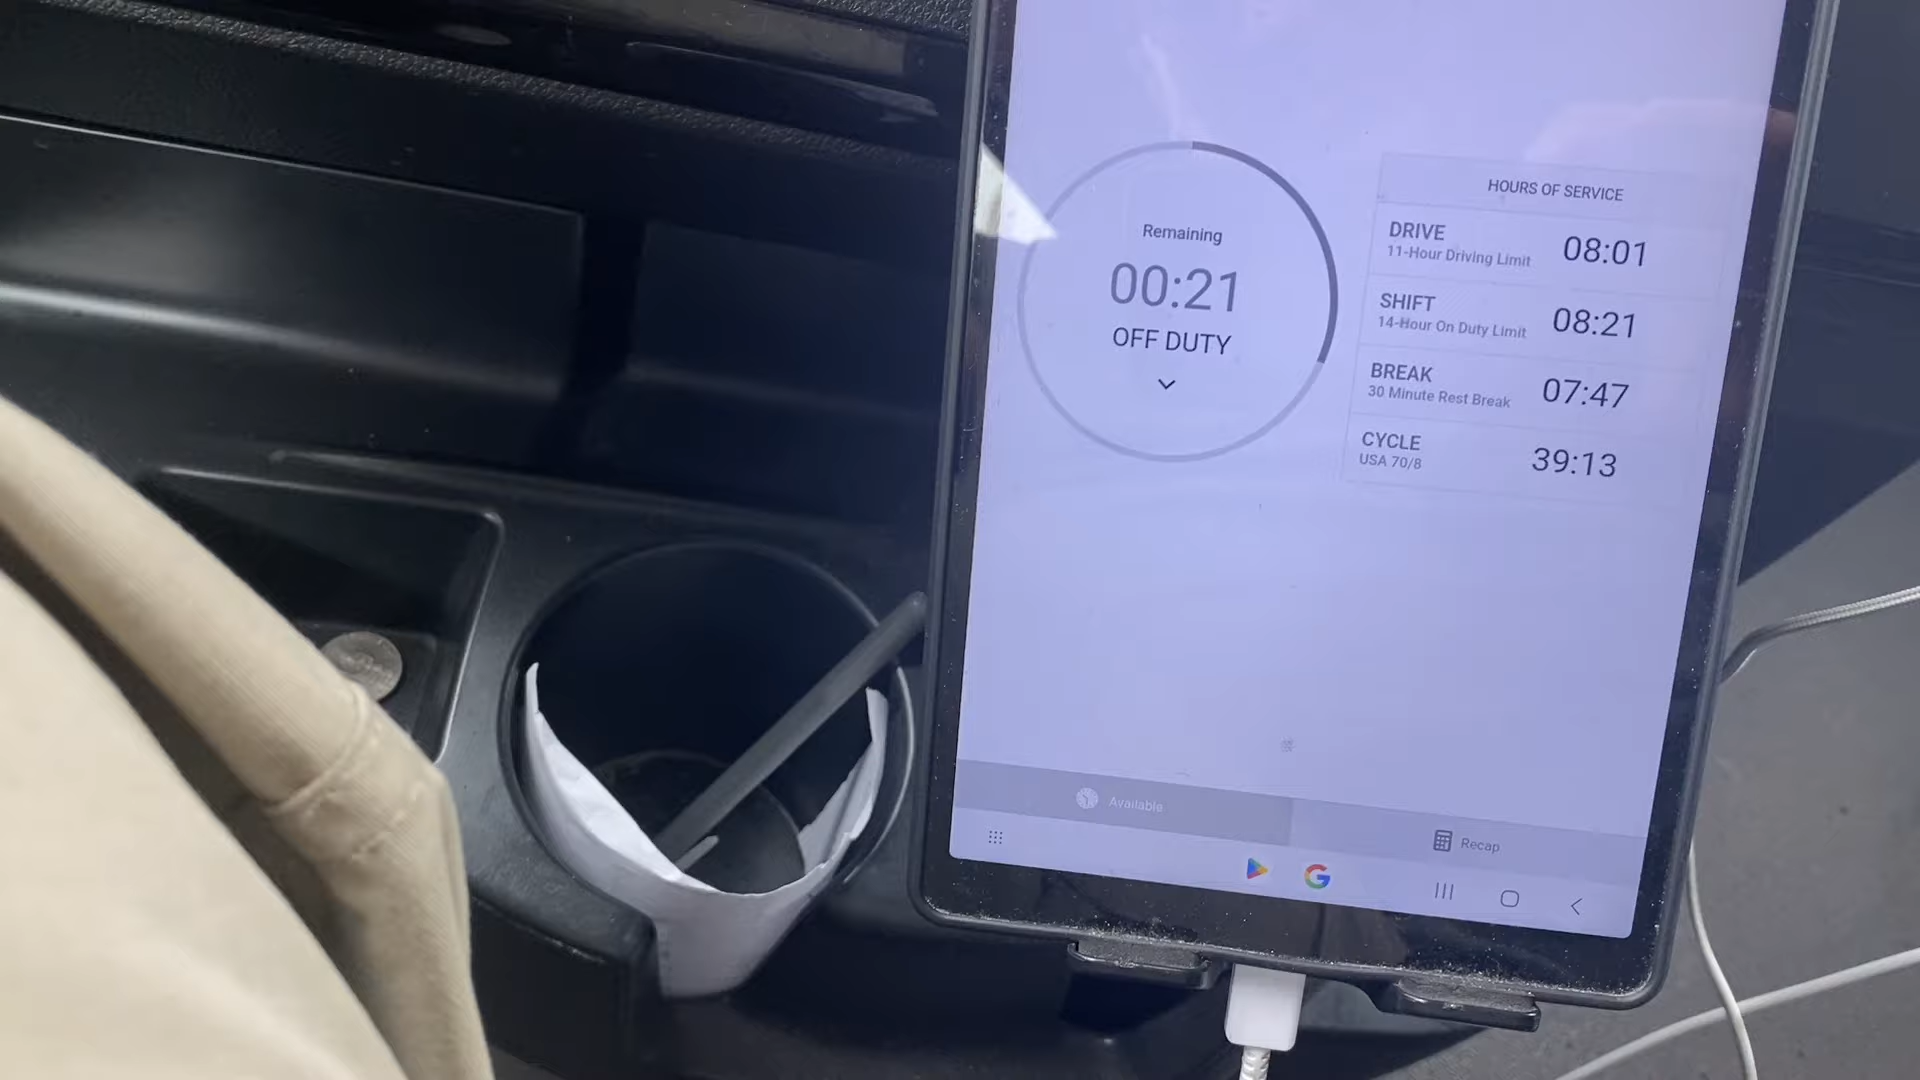 Remaining
00:21
OFF DUTY
HOURS OF SERVICE
DRIVE
11-Hour Driving Limit
08:01
SHIFT
14-Hour On Duty Limit
08:21
BREAK
30 Minute Rest Break
07:47
CYCLE
USA 70/8
39:13
Available
Recap